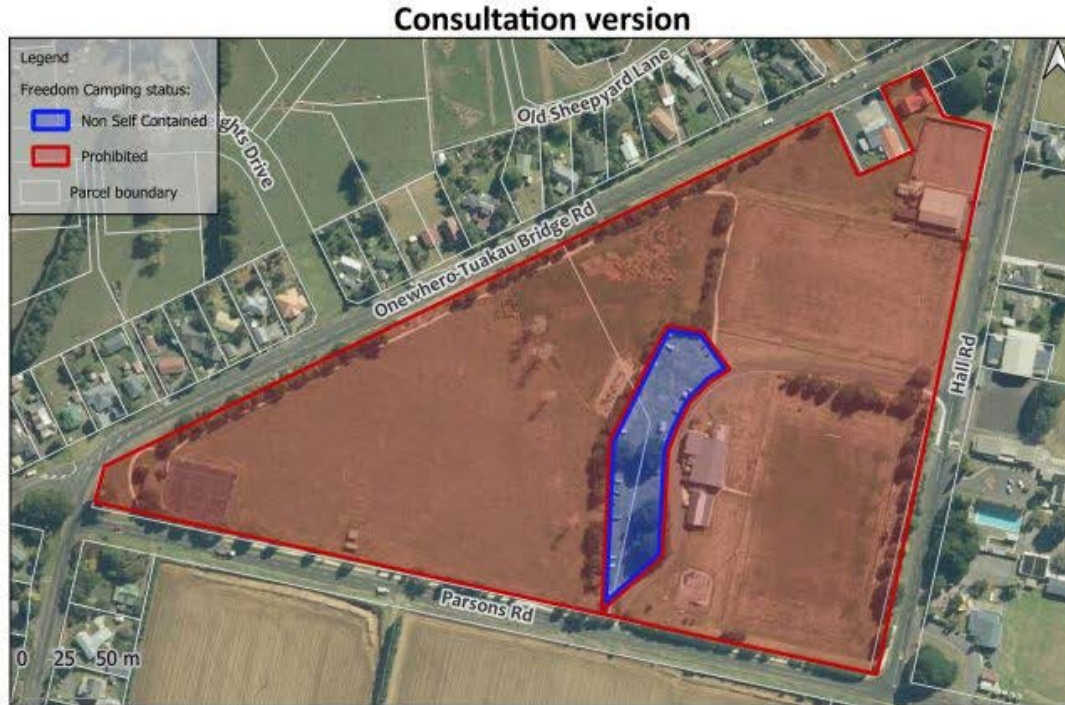 Consultation version
Legend
Freedom Camping status:
Non Self Contained
Prohibited
Parcel boundary
ghts Drive
Old Sheepyard Lane
Onewhero-Tuakau Bridge Rd
Hall Rd
Parsons Rd
0 25 50 m